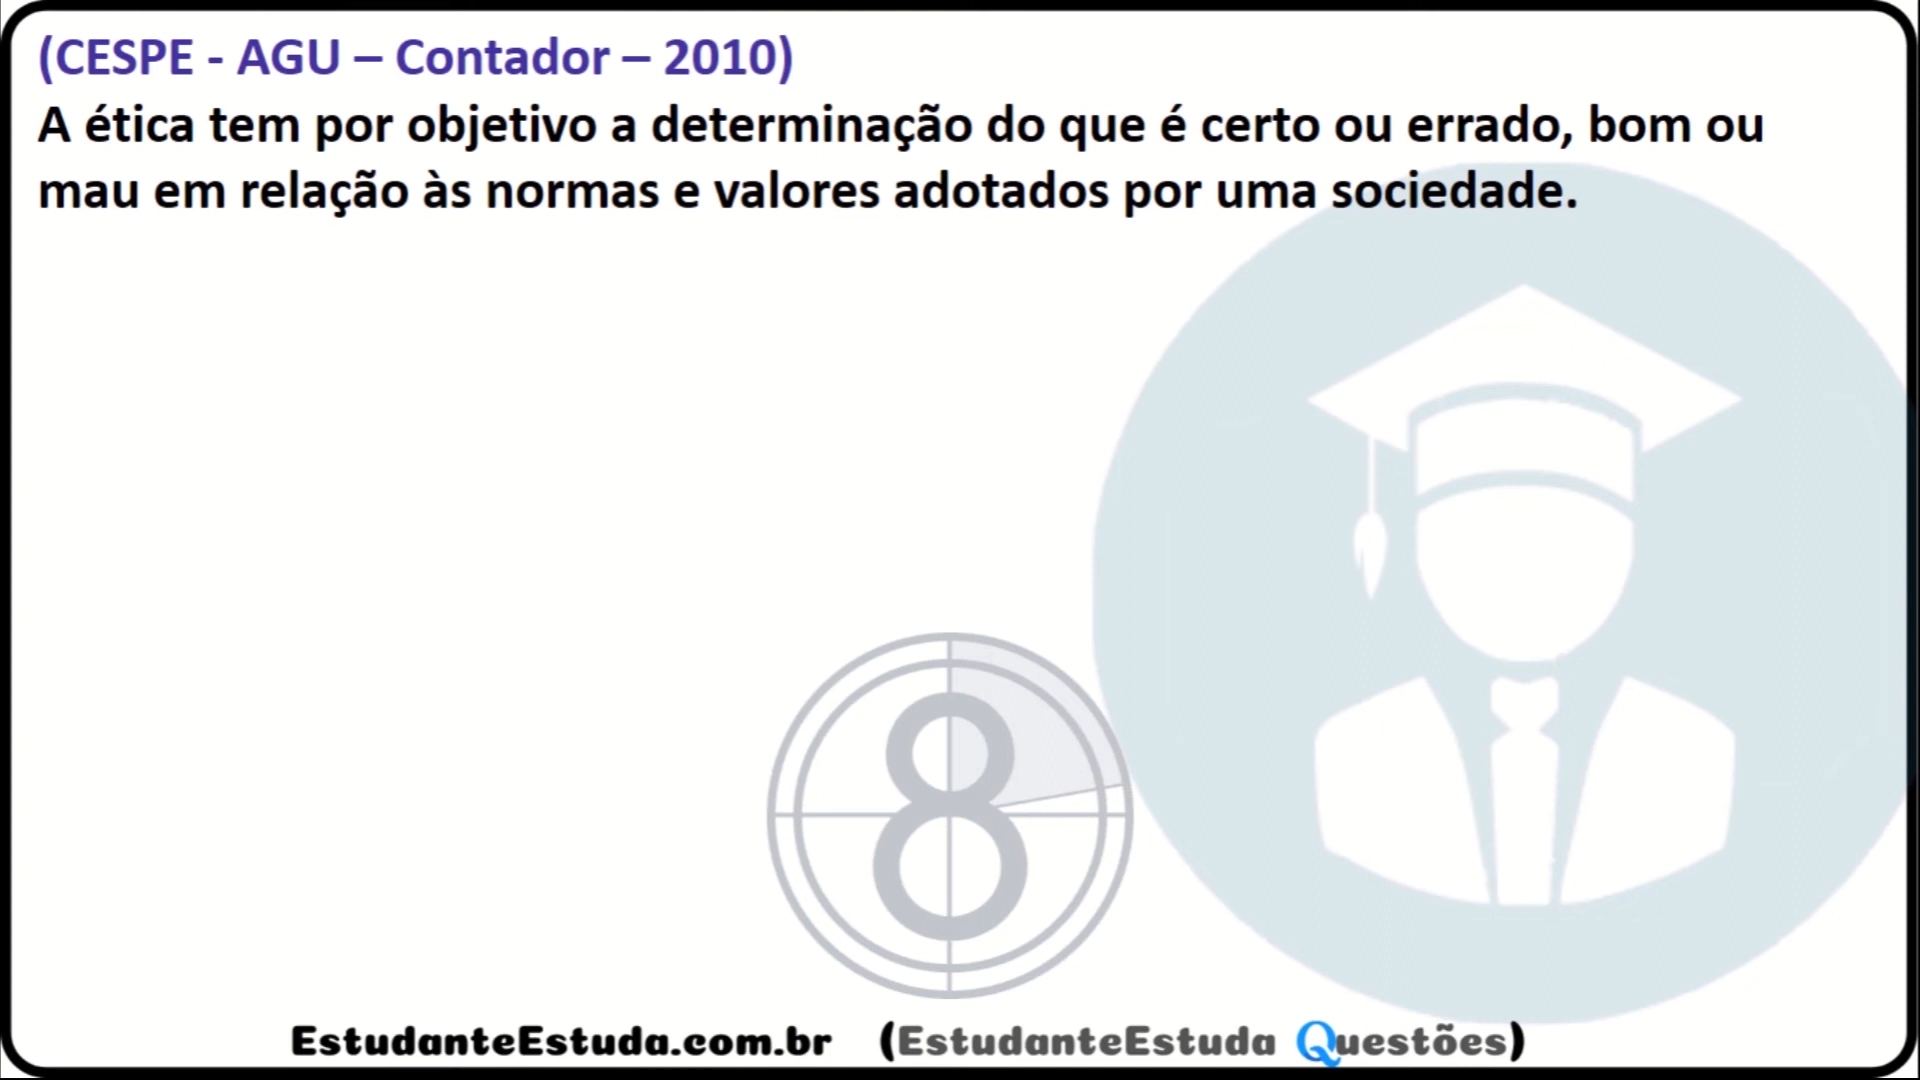 (CESPE - AGU – Contador – 2010)
A ética tem por objetivo a determinação do que é certo ou errado, bom ou
mau em relação às normas e valores adotados por uma sociedade.
8
EstudanteEstuda.com.br (EstudanteEstuda Questões)